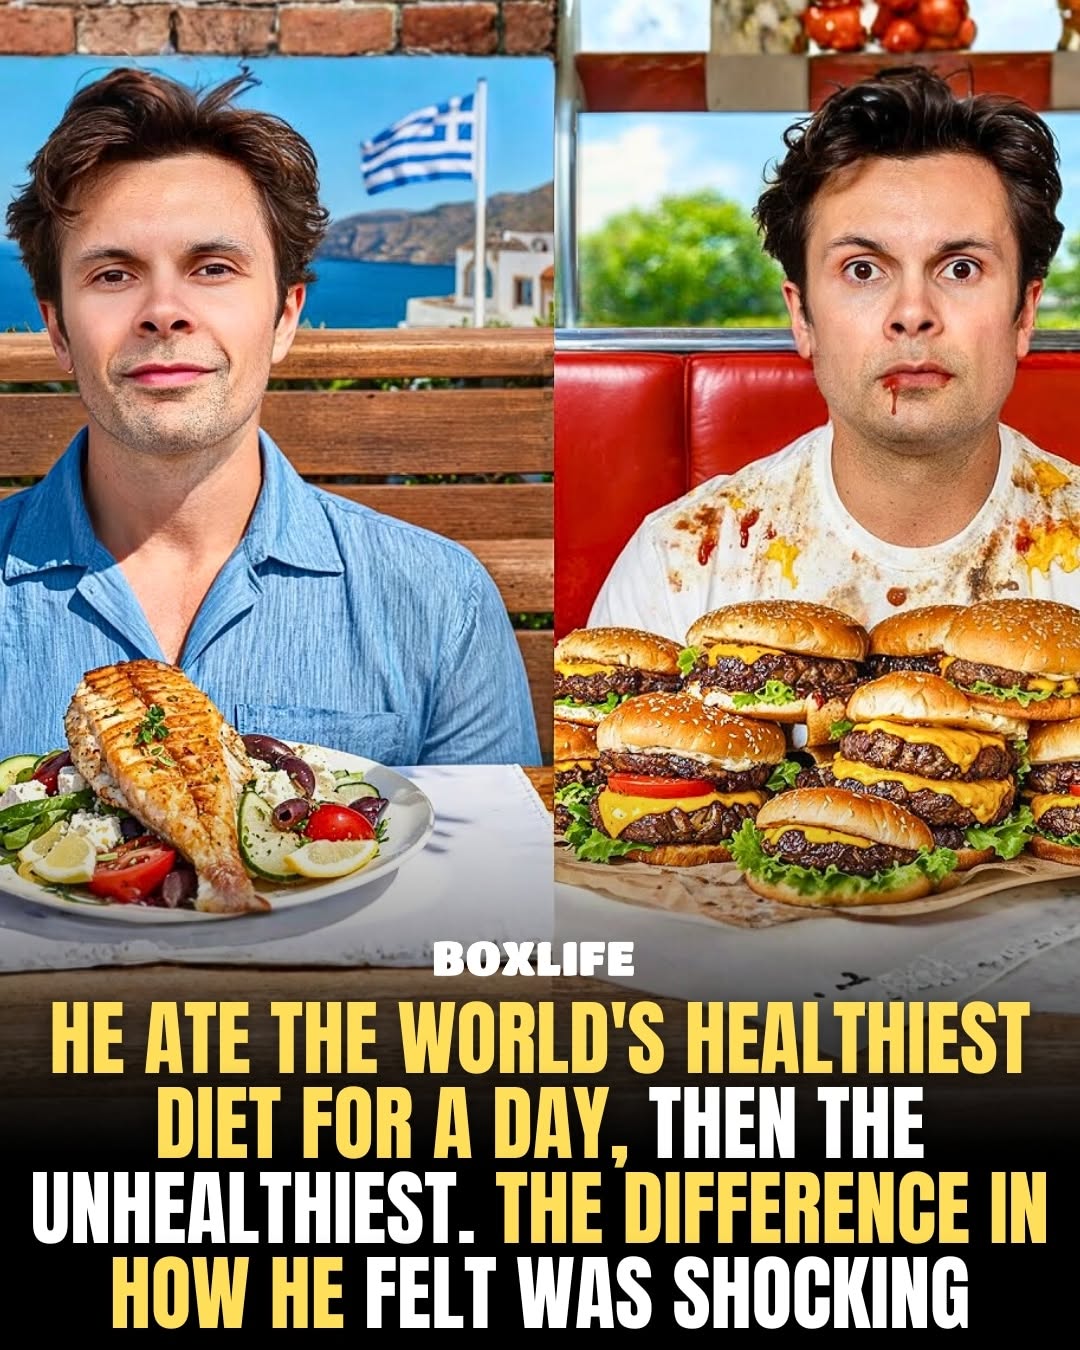 BOXLIFE
HE ATE THE WORLD'S HEALTHIEST
DIET FOR A DAY, THEN THE
UNHEALTHIEST. THE DIFFERENCE IN
HOW HE FELT WAS SHOCKING